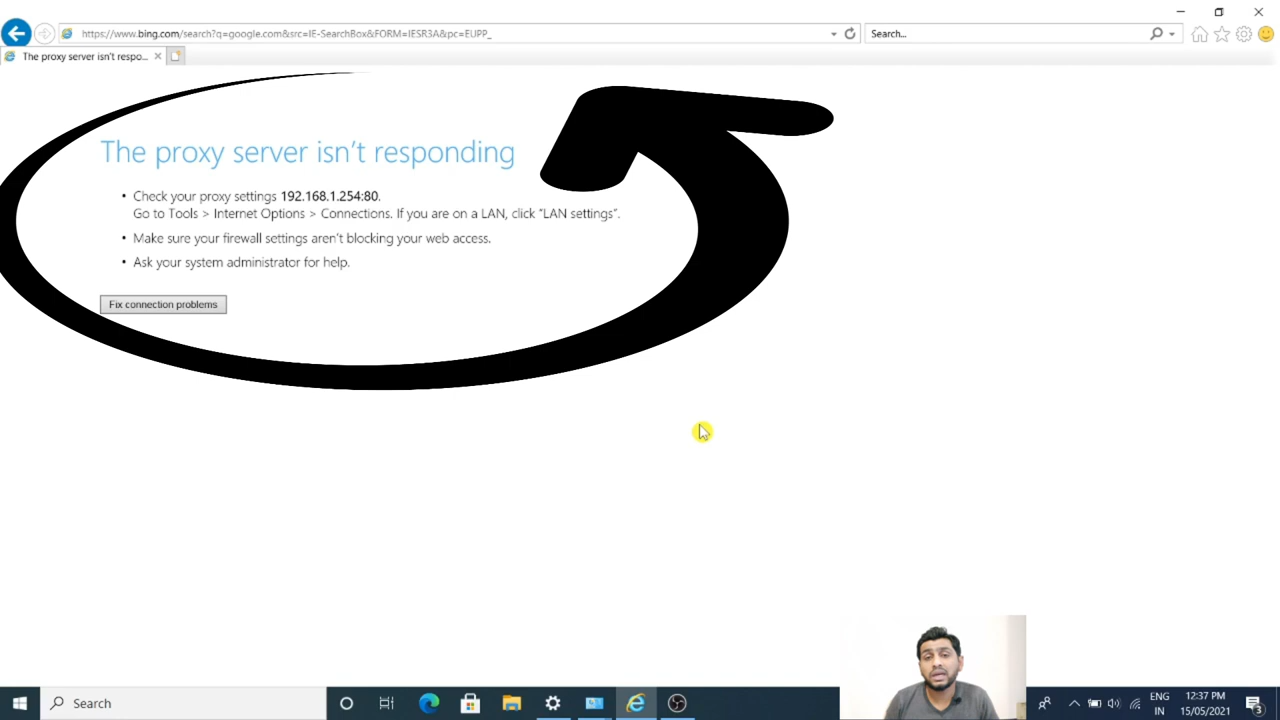 https://www.bing.com/search?q=google.com&src=IE-SearchBox&FORM=IESR3A&pc=EUPP_
Search...
The proxy server isn't respo...
The proxy server isn't responding
• Check your proxy settings 192.168.1.254:80.
Go to Tools > Internet Options > Connections. If you are on a LAN, click “LAN settings”.
• Make sure your firewall settings aren't blocking your web access.
• Ask your system administrator for help.
Fix connection problems
Search
ENG
IN
12:37 PM
15/05/2021
3